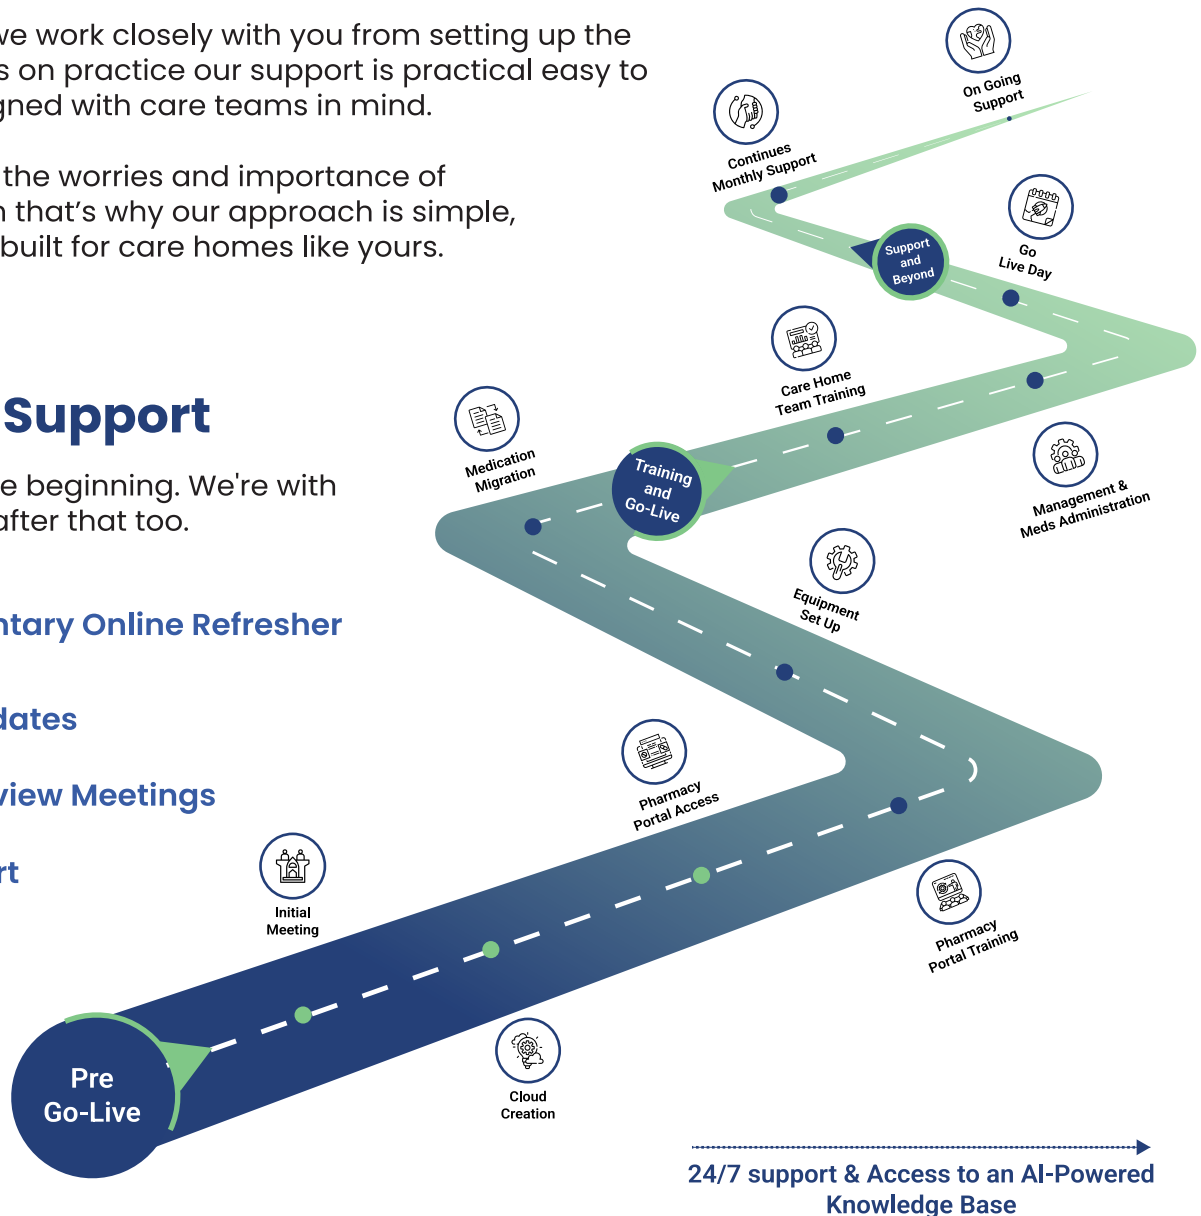 we work closely with you from setting up the
s on practice our support is practical easy to
gned with care teams in mind.
the worries and importance of
n that's why our approach is simple,
built for care homes like yours.
Support
e beginning. We're with
after that too.
ntary Online Refresher
dates
view Meetings
rt
On Going
Support
Continues
Monthly Support
Go
Live Day
Support
and
Beyond
Care Home
Team Training
Management &
Meds Administration
Training
and
Go-Live
Medication
Migration
Equipment
Set Up
Pharmacy
Portal Access
Pharmacy
Portal Training
Initial
Meeting
Cloud
Creation
Pre
Go-Live
24/7 support & Access to an AI-Powered
Knowledge Base